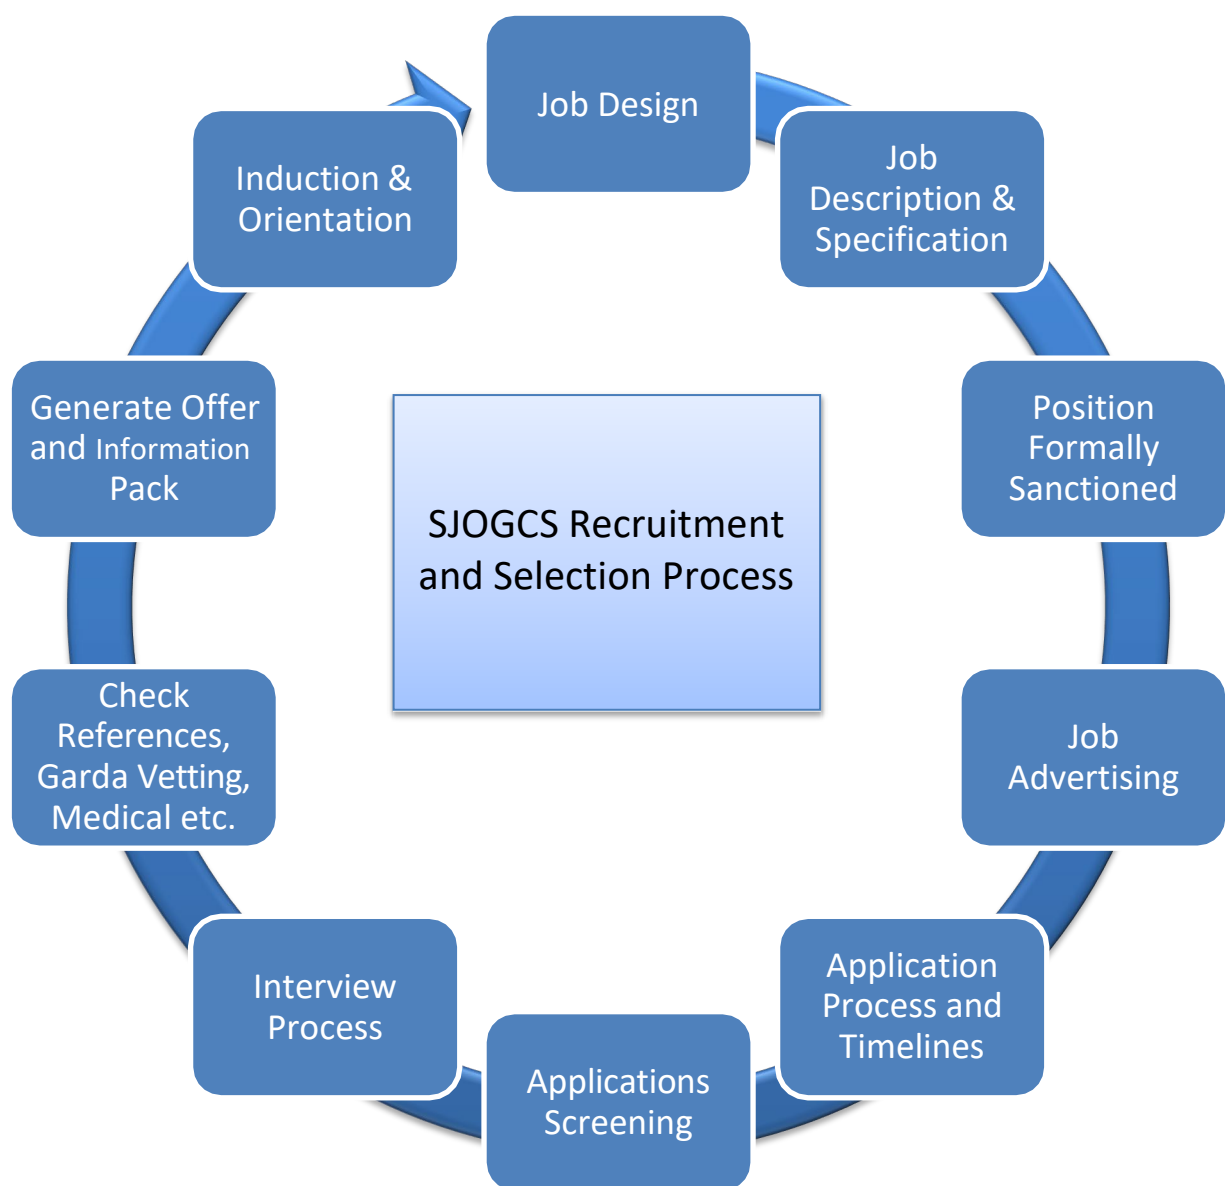 Job Design
Job
Description &
Specification
Position
Formally
Sanctioned
Job
Advertising
Application
Process and
Timelines
Applications
Screening
Interview
Process
Check
References,
Garda Vetting,
Medical etc.
Generate Offer
and Information
Pack
Induction &
Orientation
SJOGCS Recruitment
and Selection Process